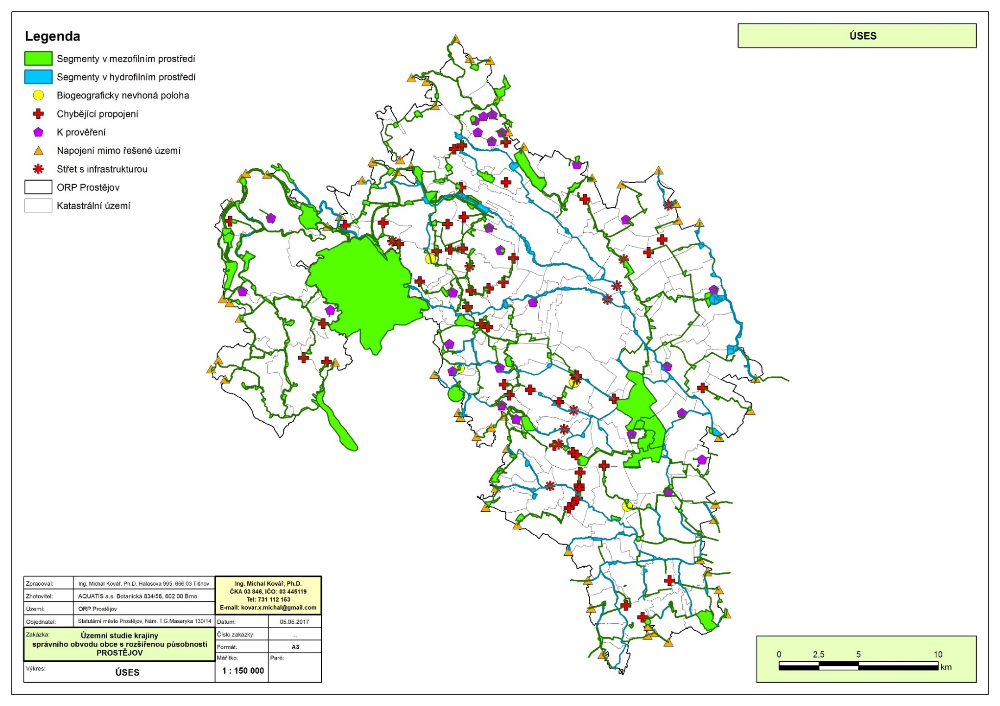 Legenda
Segmenty v mezofilním prostředí
Segmenty v hydrofilním prostředí
Biogeograficky nevhoná poloha
Chybějící propojení
K prověření
Napojení mimo řešené území
Střet s infrastrukturou
ORP Prostějov
Katastrální území
ÚSES
Zpracoval: Ing. Michal Kovář, Ph.D. Halasova 995, 666 03 Tišnov
Zhotovitel: AQUATIS a.s. Botanická 834/56, 602 00 Brno
Území: ORP Prostějov
Objednatel: Statutární město Prostějov, Nám. T.G.Masaryka 130/14
Zakázka: Územní studie krajiny
správního obvodu obce s rozšířenou působností
PROSTĚJOV
Výkres: ÚSES
Ing. Michal Kovář, Ph.D.
ČKA 03 846, IČO: 03 445119
Tel: 731 112 153
E-mail: kovar.x.michal@gmail.com
Datum: 05.05.2017
Číslo zakázky: ...
Formát: A3
Měřítko: Paré:
1 : 150 000
0 2,5 5 10
km